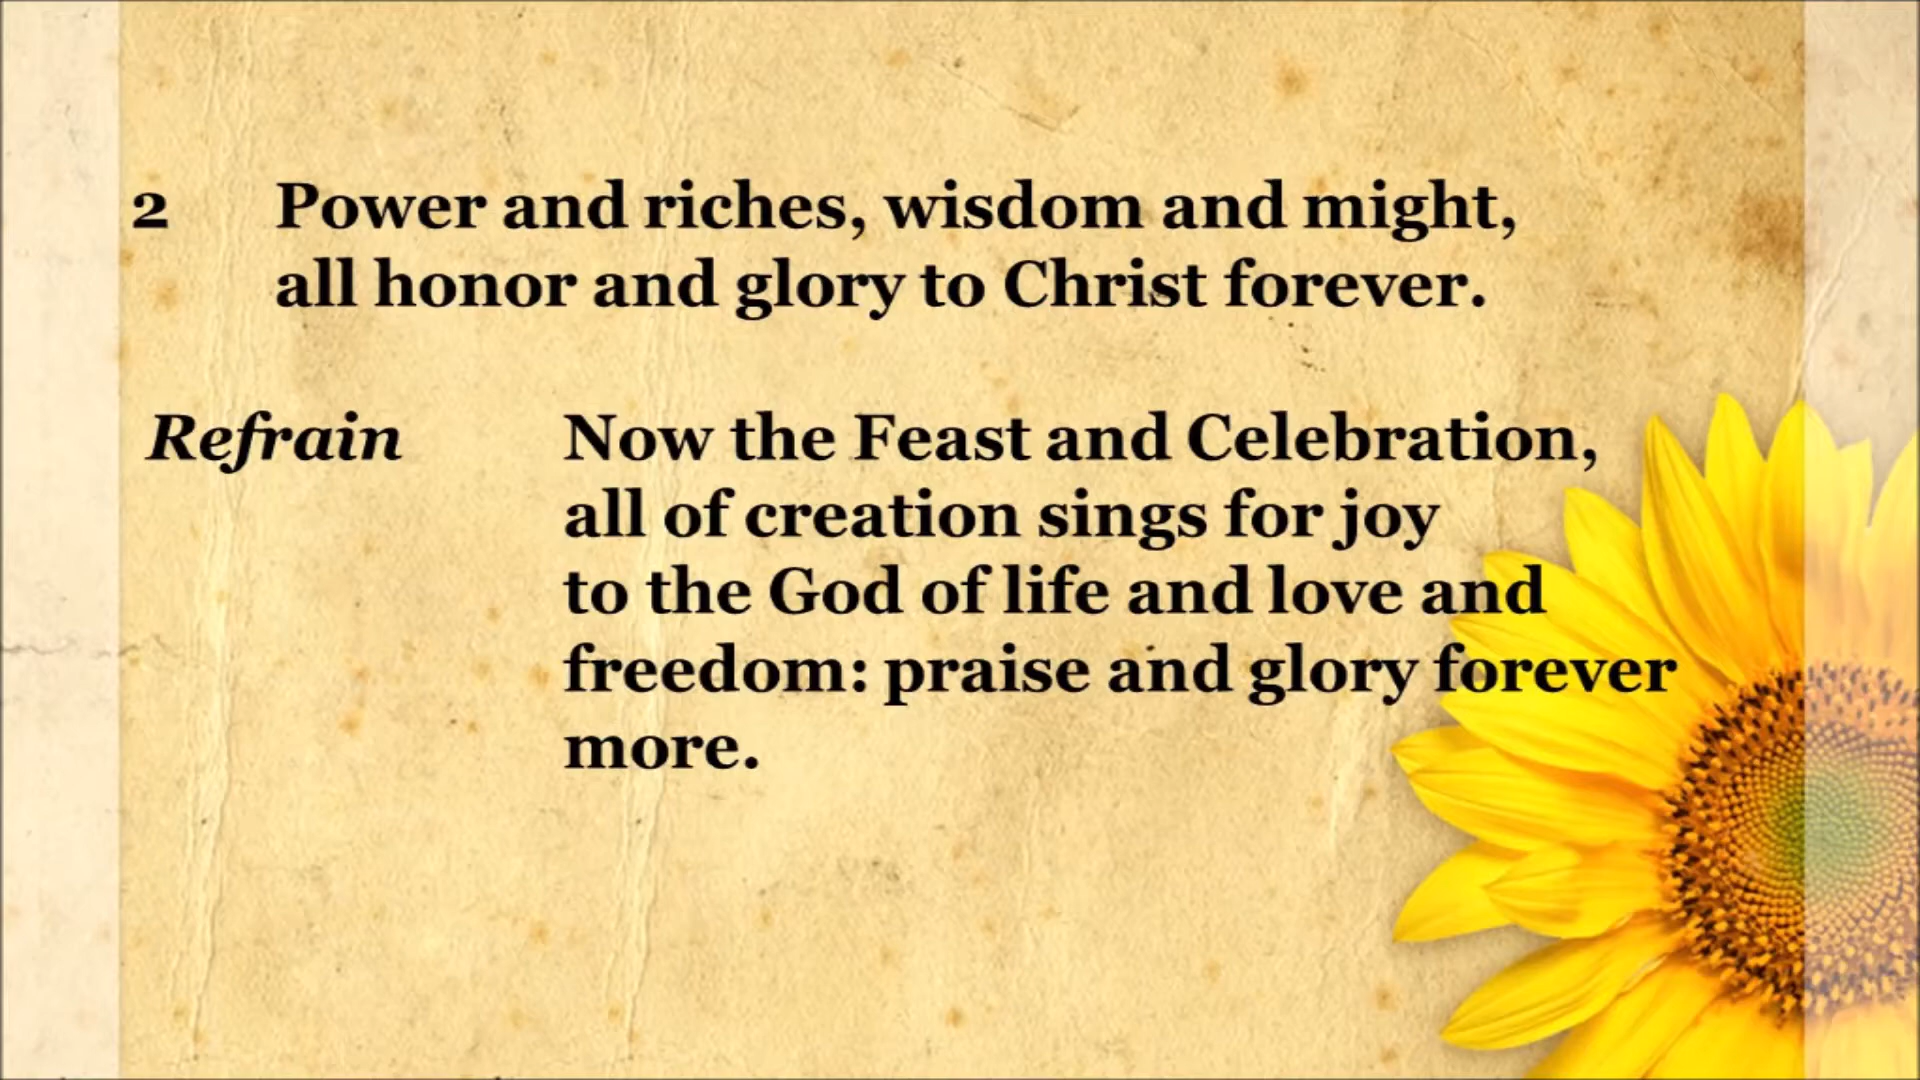 2 Power and riches, wisdom and might,
all honor and glory to Christ forever.
Refrain Now the Feast and Celebration,
all of creation sings for joy
to the God of life and love and
freedom: praise and glory forever
more.